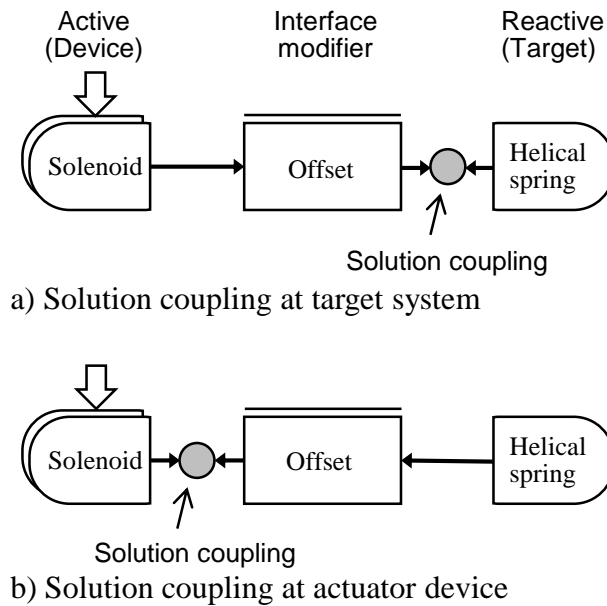 Active
(Device)
Interface
modifier
Reactive
(Target)
Solenoid
Offset
Helical
spring
Solution coupling
a) Solution coupling at target system
Solenoid
Offset
Helical
spring
Solution coupling
b) Solution coupling at actuator device